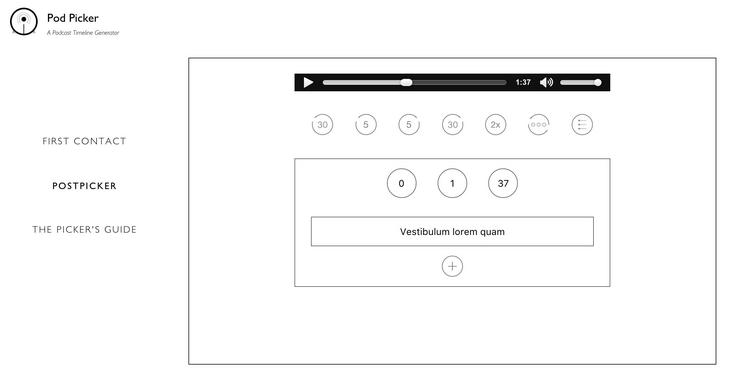 Pod Picker
A Podcast Timeline Generator
1:37
30 5 5 30 2x
FIRST CONTACT
POSTPICKER
THE PICKER'S GUIDE
0 1 37
Vestibulum lorem quam